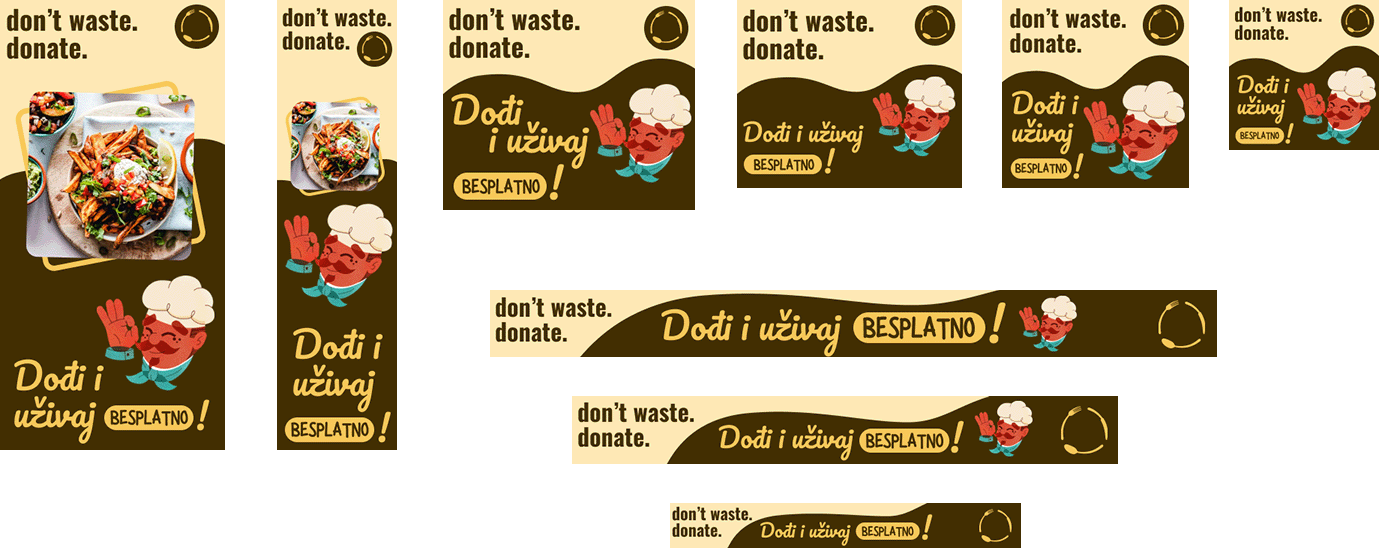 don't waste.
donate.
Dođi i
uživaj BESPLATNO!
don't waste.
donate.
Dođi i
uživaj
BESPLATNO!
don't waste.
donate.
Dođi
i uživaj
BESPLATNO!
don't waste.
donate.
Dođi i uživaj
BESPLATNO!
don't waste.
donate.
Dođi i
uživaj
BESPLATNO!
don't waste.
donate.
Dođi i
uživaj
BESPLATNO!
don't waste.
donate.
Dođi i uživaj BESPLATNO!
don't waste.
donate.
Dođi i uživaj BESPLATNO!
don't waste.
donate.
Dođi i uživaj BESPLATNO!